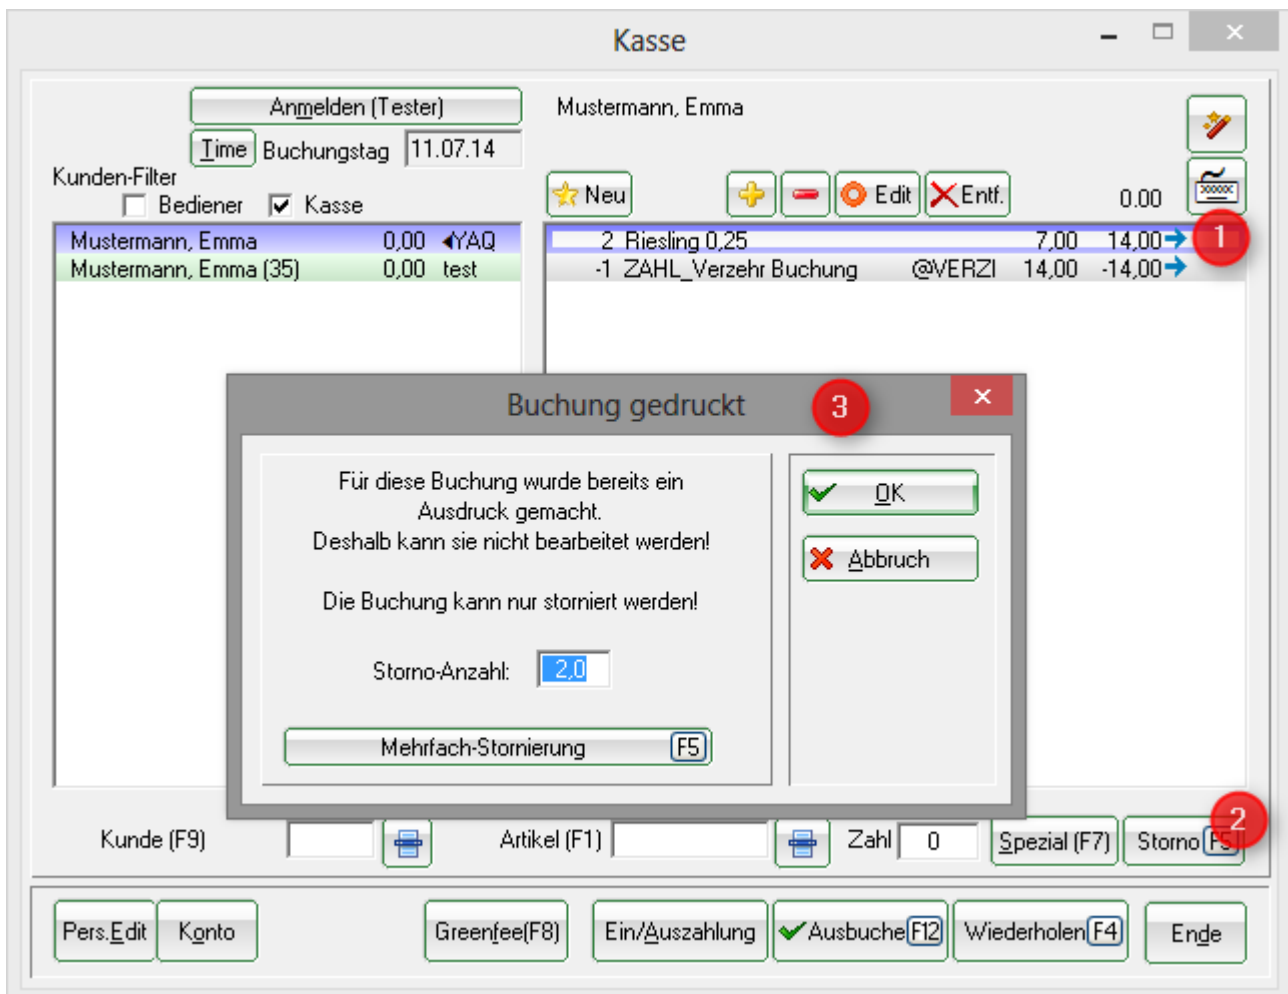 Kasse
Anmelden (Tester)
Mustermann, Emma
Time Buchungstag 11.07.14
Kunden-Filter
Bediener Kasse
Neu Edit Entf. 0.00
1
Mustermann, Emma 0,00 YAQ
Mustermann, Emma (35) 0,00 test
2 Riesling 0,25 7,00 14,00
-1 ZAHL_Verzehr Buchung @VERZI 14,00 -14,00
Buchung gedruckt 3
Für diese Buchung wurde bereits ein
Ausdruck gemacht.
Deshalb kann sie nicht bearbeitet werden!
Die Buchung kann nur storniert werden!
Storno-Anzahl: 2,0
Mehrfach-Stornierung F5
OK
Abbruch
2
Kunde (F9) Artikel (F1) Zahl 0 Spezial (F7) Storno F5
Pers.Edit Konto Greenfee(F8) Ein/Auszahlung Ausbuche F12 Wiederholen F4 Ende